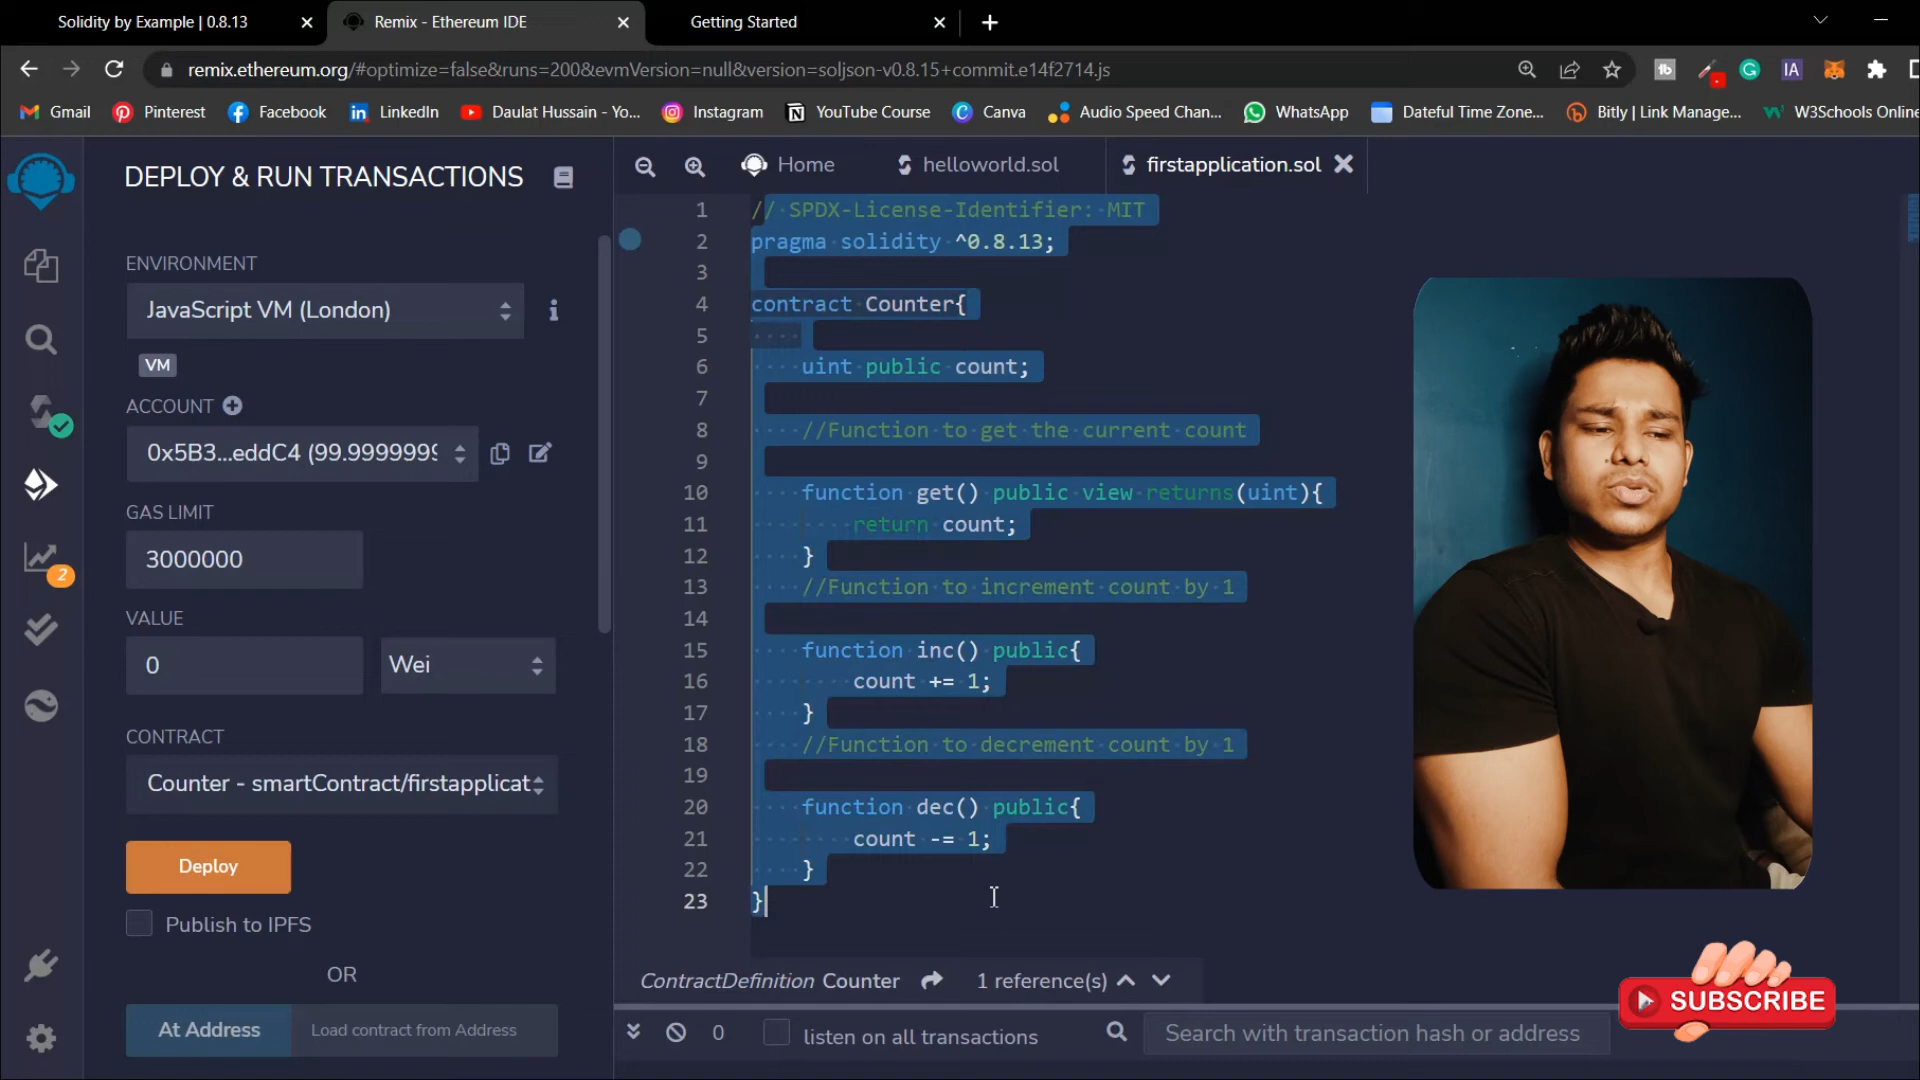 Solidity by Example | 0.8.13
Remix - Ethereum IDE
Getting Started
remix.ethereum.org/#optimize=false&runs=200&evmVersion=null&version=soljson-v0.8.15+commit.e14f2714.js
IA
Gmail
Pinterest
Facebook
LinkedIn
Daulat Hussain - Yo...
Instagram
YouTube Course
Canva
Audio Speed Chan...
WhatsApp
Dateful Time Zone...
Bitly | Link Manage...
W3Schools Online
DEPLOY & RUN TRANSACTIONS
ENVIRONMENT
JavaScript VM (London)
VM
ACCOUNT
0x5B3...eddC4 (99.9999999
GAS LIMIT
3000000
VALUE
0
Wei
CONTRACT
Counter - smartContract/firstapplicat
Deploy
Publish to IPFS
OR
At Address
Load contract from Address
2
Home
helloworld.sol
firstapplication.sol
1 // SPDX-License-Identifier: MIT
2 pragma solidity ^0.8.13;
3
4 contract Counter{
5
6 uint public count;
7
8 //Function to get the current count
9
10 function get() public view returns(uint){
11 return count;
12 }
13 //Function to increment count by 1
14
15 function inc() public{
16 count += 1;
17 }
18 //Function to decrement count by 1
19
20 function dec() public{
21 count -= 1;
22 }
23 }
ContractDefinition Counter
1 reference(s)
0
listen on all transactions
Search with transaction hash or address
SUBSCRIBE